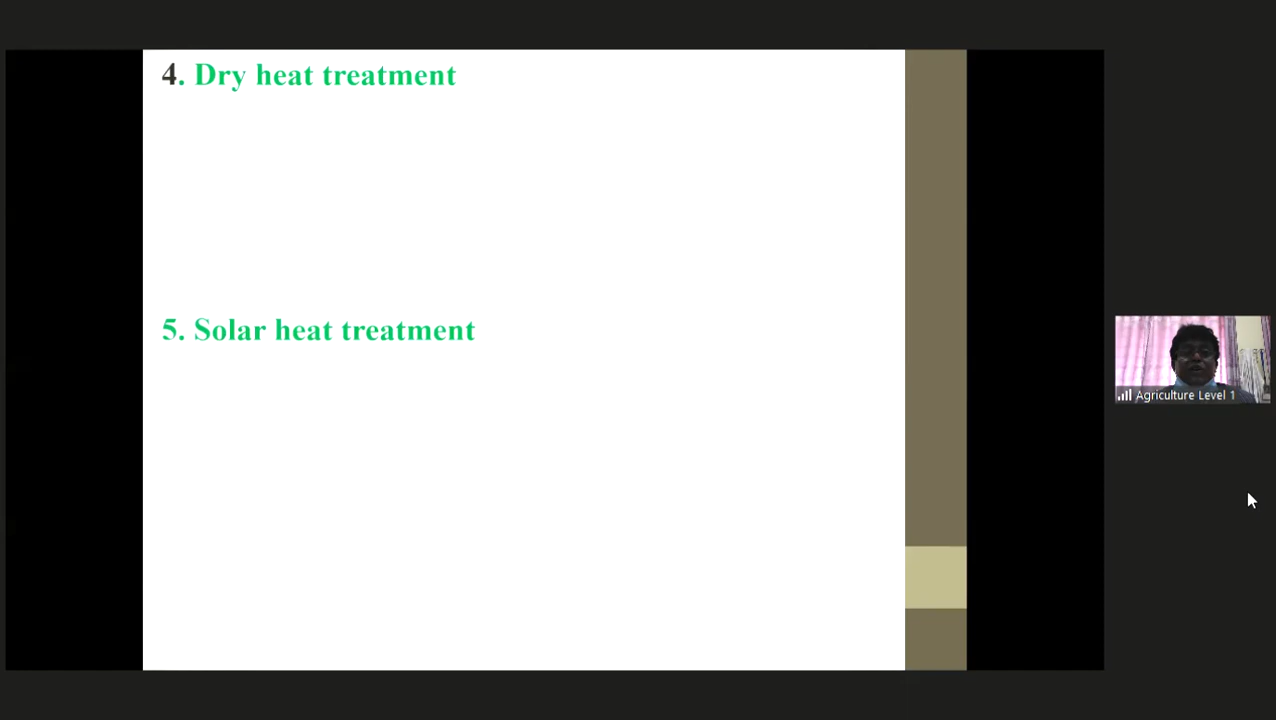 4. Dry heat treatment
5. Solar heat treatment
Agriculture Level 1